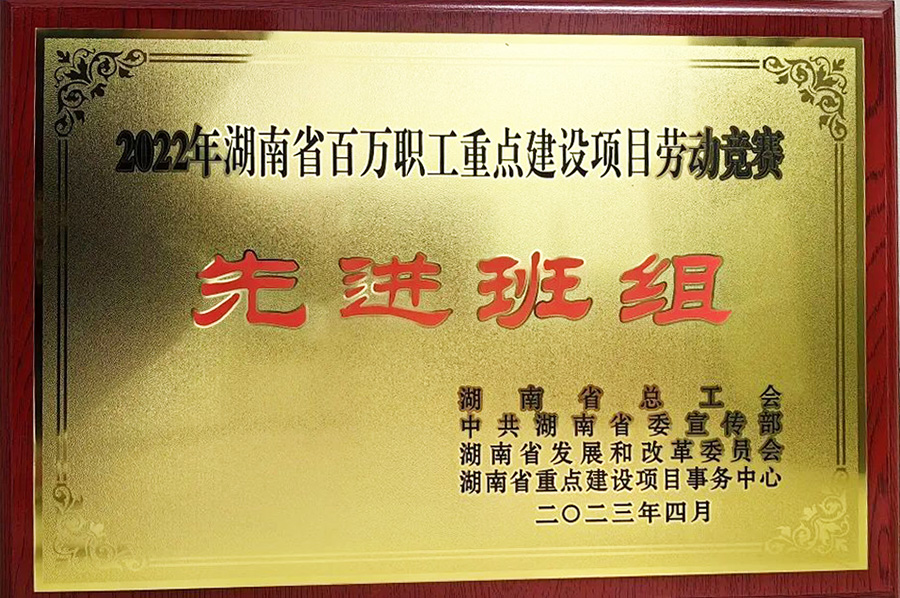 2022年湖南省百万职工重点建设项目劳动竞赛
先进班组
湖南省总工会
中共湖南省委宣传部
湖南省发展和改革委员会
湖南省重点建设项目事务中心
二〇二三年四月